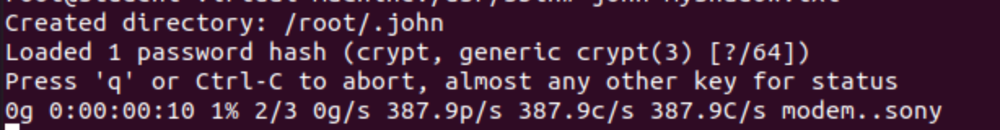 Created directory: /root/.john
Loaded 1 password hash (crypt, generic crypt(3) [?/64])
Press 'q' or Ctrl-C to abort, almost any other key for status
0g 0:00:00:10 1% 2/3 0g/s 387.9p/s 387.9c/s 387.9C/s modem..sony